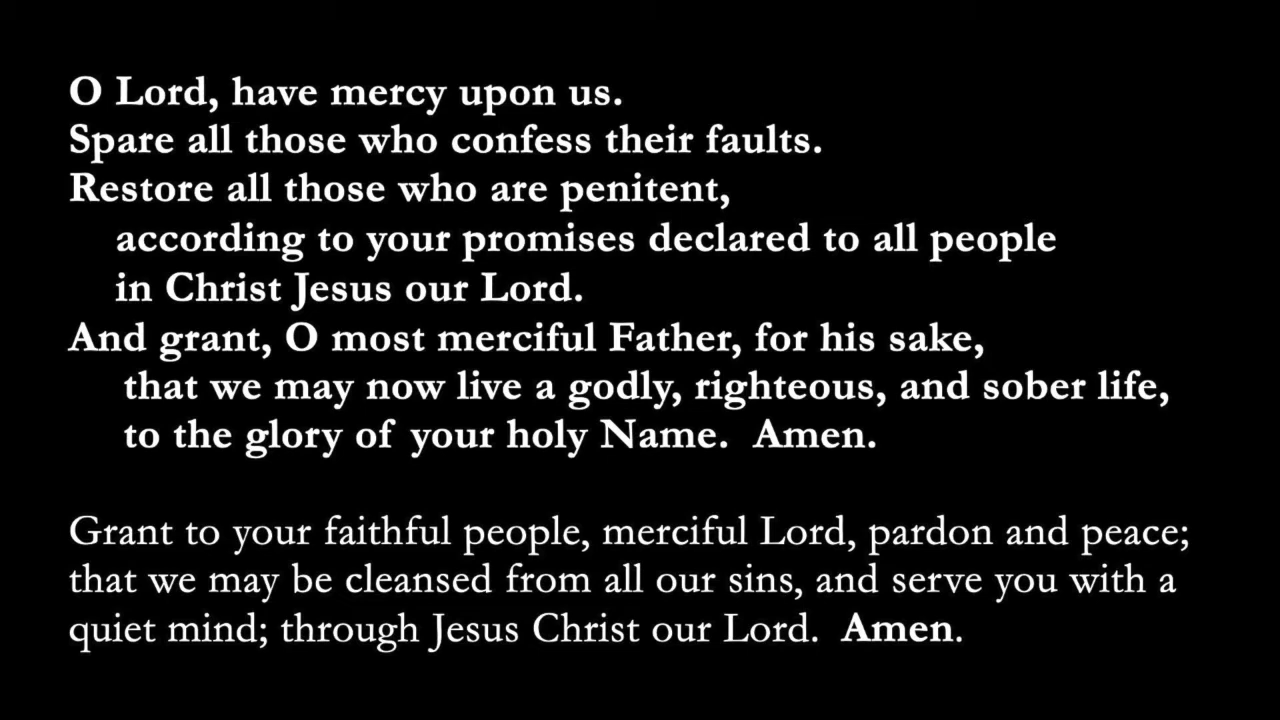 O Lord, have mercy upon us.
Spare all those who confess their faults.
Restore all those who are penitent,
according to your promises declared to all people
in Christ Jesus our Lord.
And grant, O most merciful Father, for his sake,
that we may now live a godly, righteous, and sober life,
to the glory of your holy Name. Amen.
Grant to your faithful people, merciful Lord, pardon and peace;
that we may be cleansed from all our sins, and serve you with a
quiet mind; through Jesus Christ our Lord. Amen.